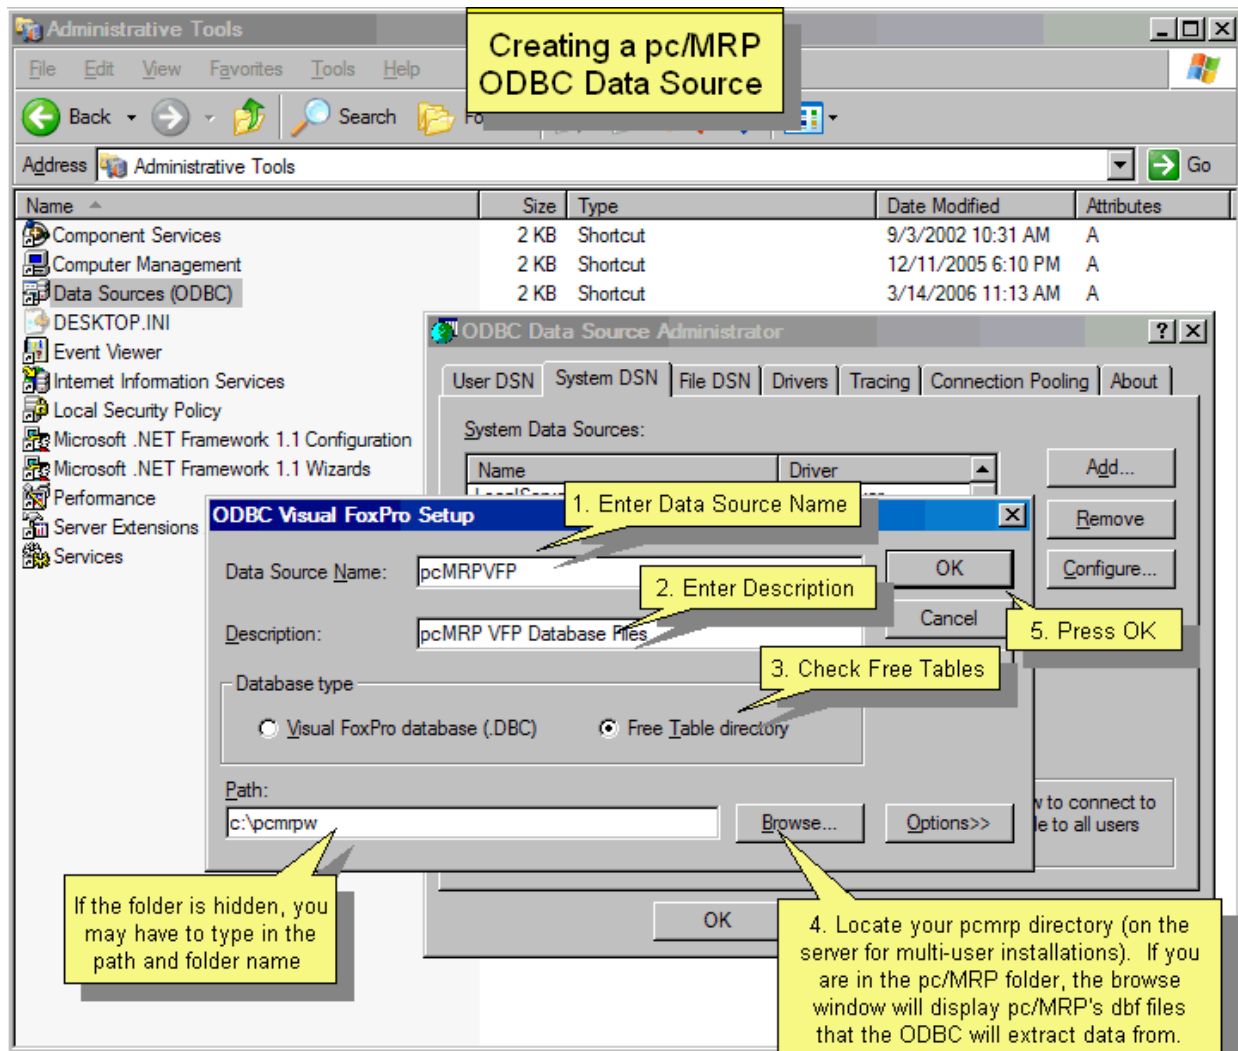 Administrative Tools
Creating a pc/MRP
ODBC Data Source
File Edit View Favorites Tools Help
Back Search
Address Administrative Tools Go
Name Size Type Date Modified Attributes
Component Services 2 KB Shortcut 9/3/2002 10:31 AM A
Computer Management 2 KB Shortcut 12/11/2005 6:10 PM A
Data Sources (ODBC) 2 KB Shortcut 3/14/2006 11:13 AM A
DESKTOP.INI
Event Viewer
Internet Information Services
Local Security Policy
Microsoft .NET Framework 1.1 Configuration
Microsoft .NET Framework 1.1 Wizards
Performance
Server Extensions
Services
ODBC Data Source Administrator
User DSN System DSN File DSN Drivers Tracing Connection Pooling About
System Data Sources:
Name Driver
Add...
Remove
Configure...
ODBC Visual FoxPro Setup
1. Enter Data Source Name
Data Source Name: pcMRPVFP
OK
2. Enter Description
Description: pcMRP VFP Database Files
Cancel
5. Press OK
3. Check Free Tables
Database type
Visual FoxPro database (.DBC) Free Table directory
Path:
c:\pcmrpw
Browse... Options>>
to connect to
to all users
If the folder is hidden, you
may have to type in the
path and folder name
OK
4. Locate your pcmrp directory (on the
server for multi-user installations). If you
are in the pc/MRP folder, the browse
window will display pc/MRP's dbf files
that the ODBC will extract data from.